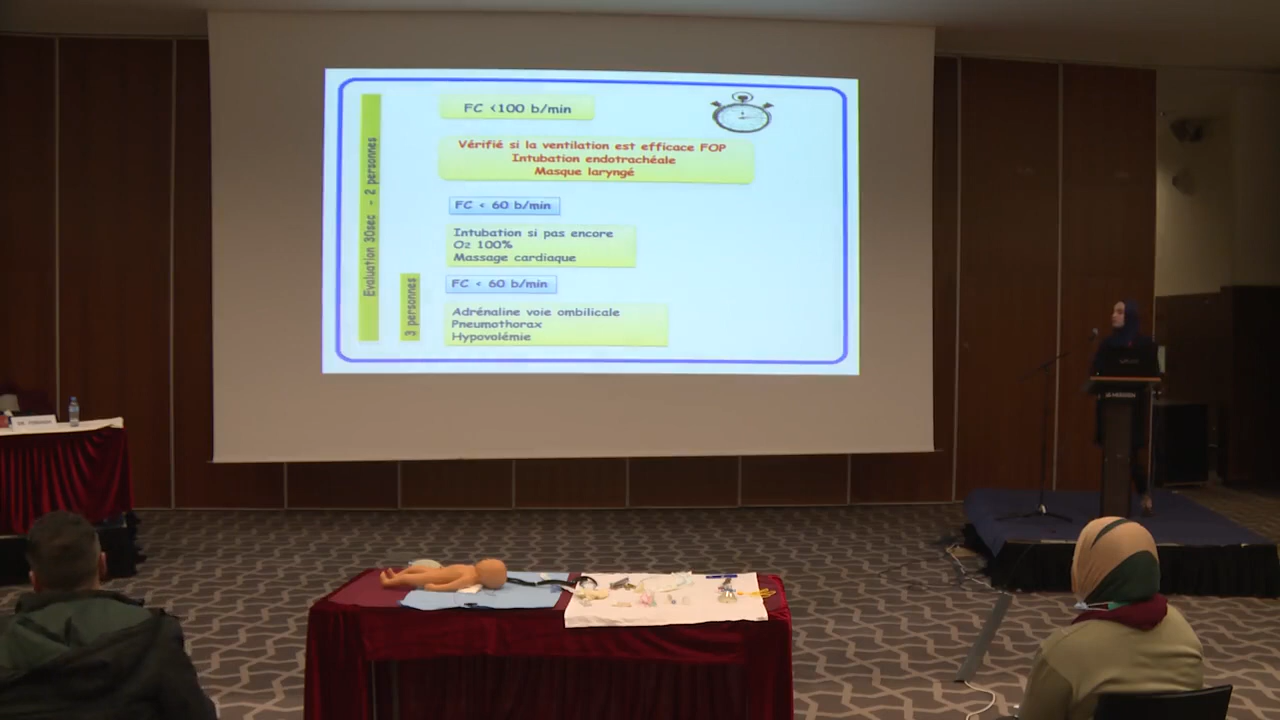 FC <100 b/min
Vérifié si la ventilation est efficace FOP
Intubation endotrachéale
Masque laryngé
FC < 60 b/min
Intubation si pas encore
O2 100%
Massage cardiaque
FC < 60 b/min
Adrénaline voie ombilicale
Pneumothorax
Hypovolémie
Evaluation 30sec - 2 personnes
3 personnes